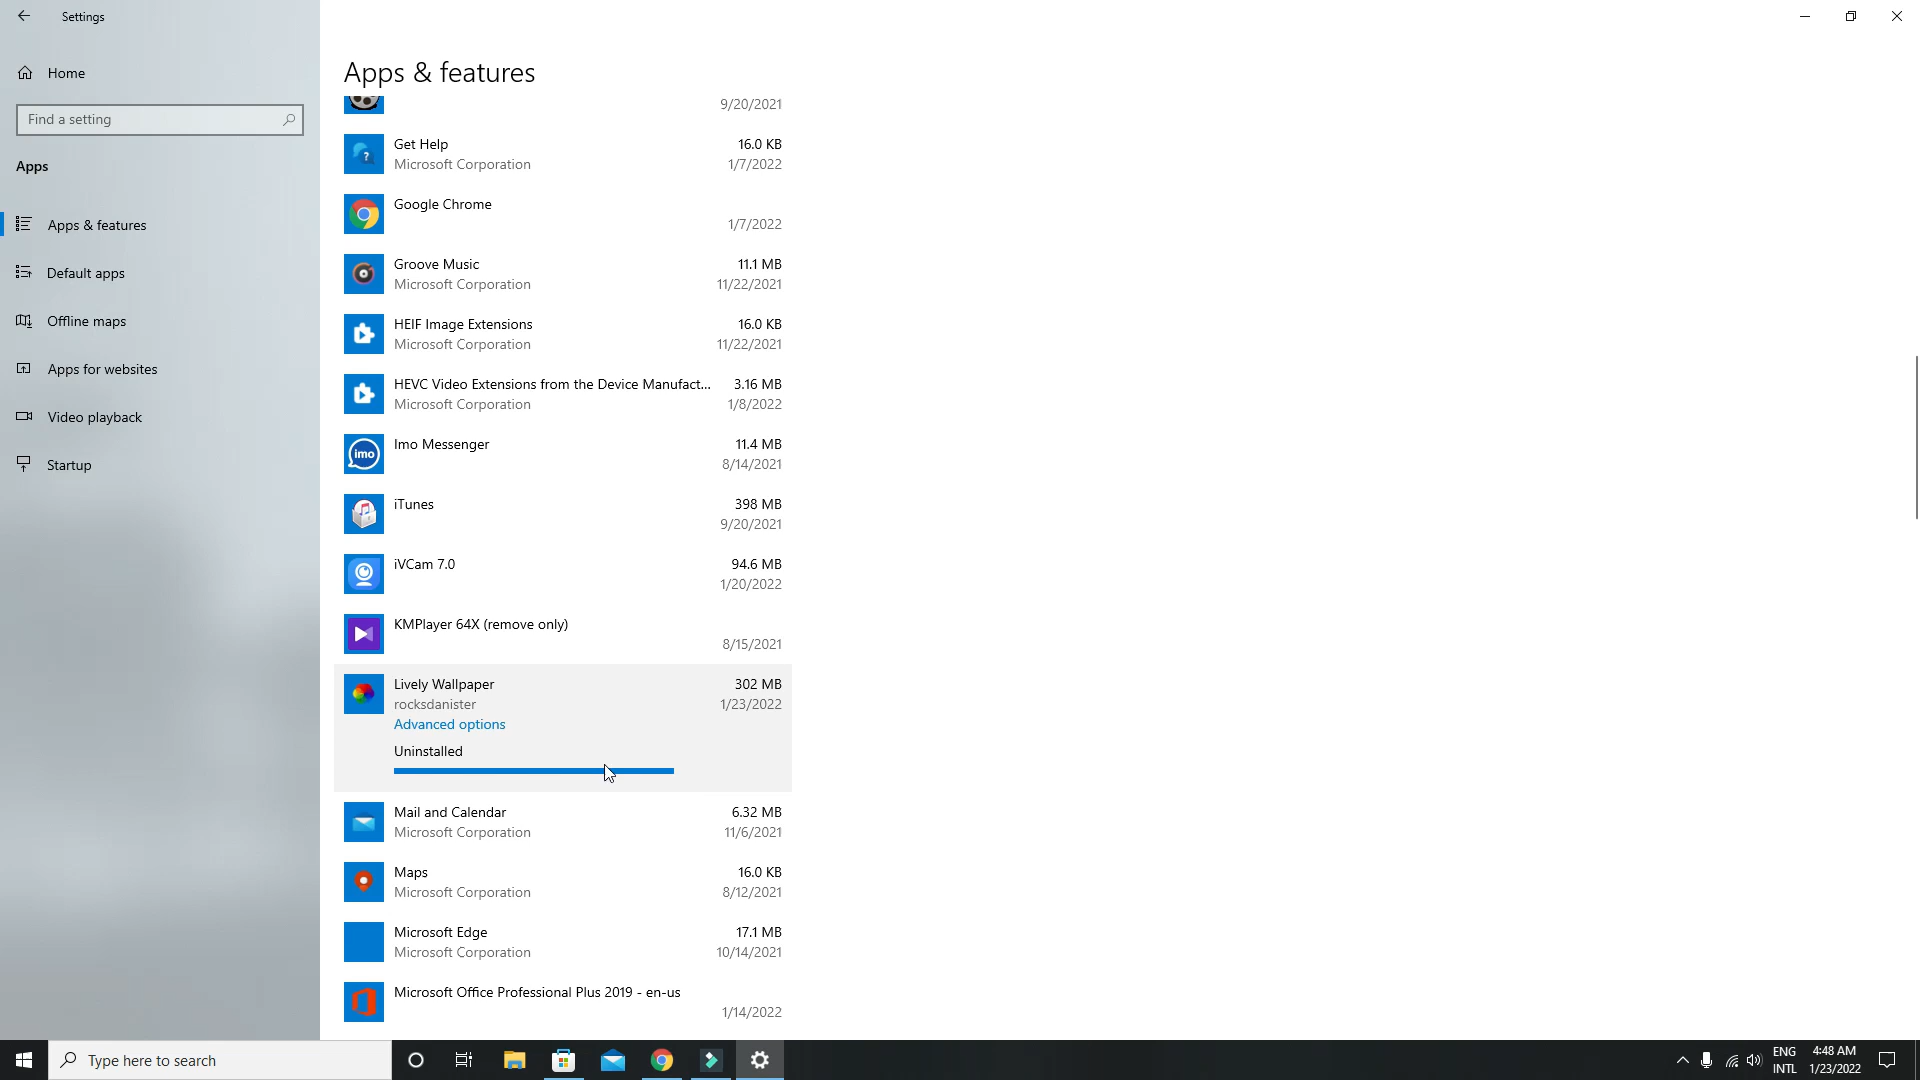 Settings
Home
Find a setting
Apps
Apps & features
Default apps
Offline maps
Apps for websites
Video playback
Startup
Apps & features
9/20/2021
Get Help 16.0 KB
Microsoft Corporation 1/7/2022
Google Chrome
1/7/2022
Groove Music 11.1 MB
Microsoft Corporation 11/22/2021
HEIF Image Extensions 16.0 KB
Microsoft Corporation 11/22/2021
HEVC Video Extensions from the Device Manufact... 3.16 MB
Microsoft Corporation 1/8/2022
imo
Imo Messenger 11.4 MB
8/14/2021
iTunes 398 MB
9/20/2021
iVCam 7.0 94.6 MB
1/20/2022
KMPlayer 64X (remove only)
8/15/2021
Lively Wallpaper 302 MB
rocksdanister 1/23/2022
Advanced options
Uninstalled
Mail and Calendar 6.32 MB
Microsoft Corporation 11/6/2021
Maps 16.0 KB
Microsoft Corporation 8/12/2021
Microsoft Edge 17.1 MB
Microsoft Corporation 10/14/2021
Microsoft Office Professional Plus 2019 - en-us
1/14/2022
Type here to search
ENG 4:48 AM
INTL 1/23/2022